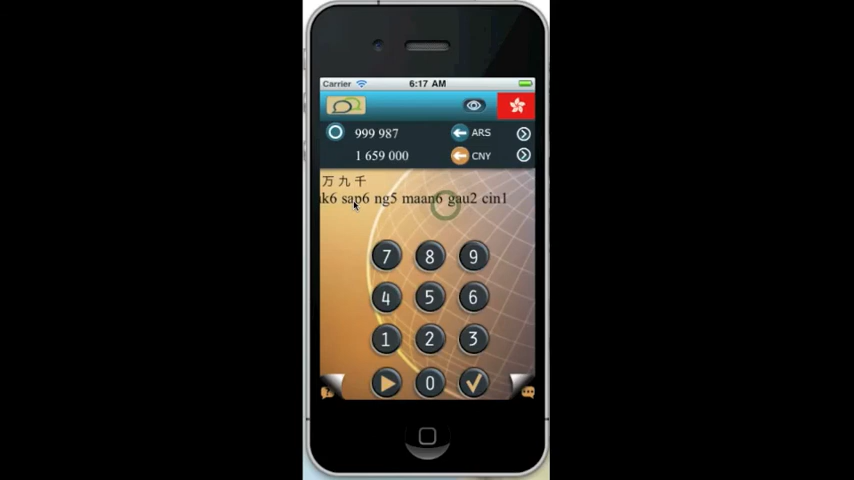 Carrier 6:17 AM
999 987 ARS
1 659 000 CNY
万 九 千
k6 sap6 ng5 maan6 gau2 cin1
7 8 9
4 5 6
1 2 3
0